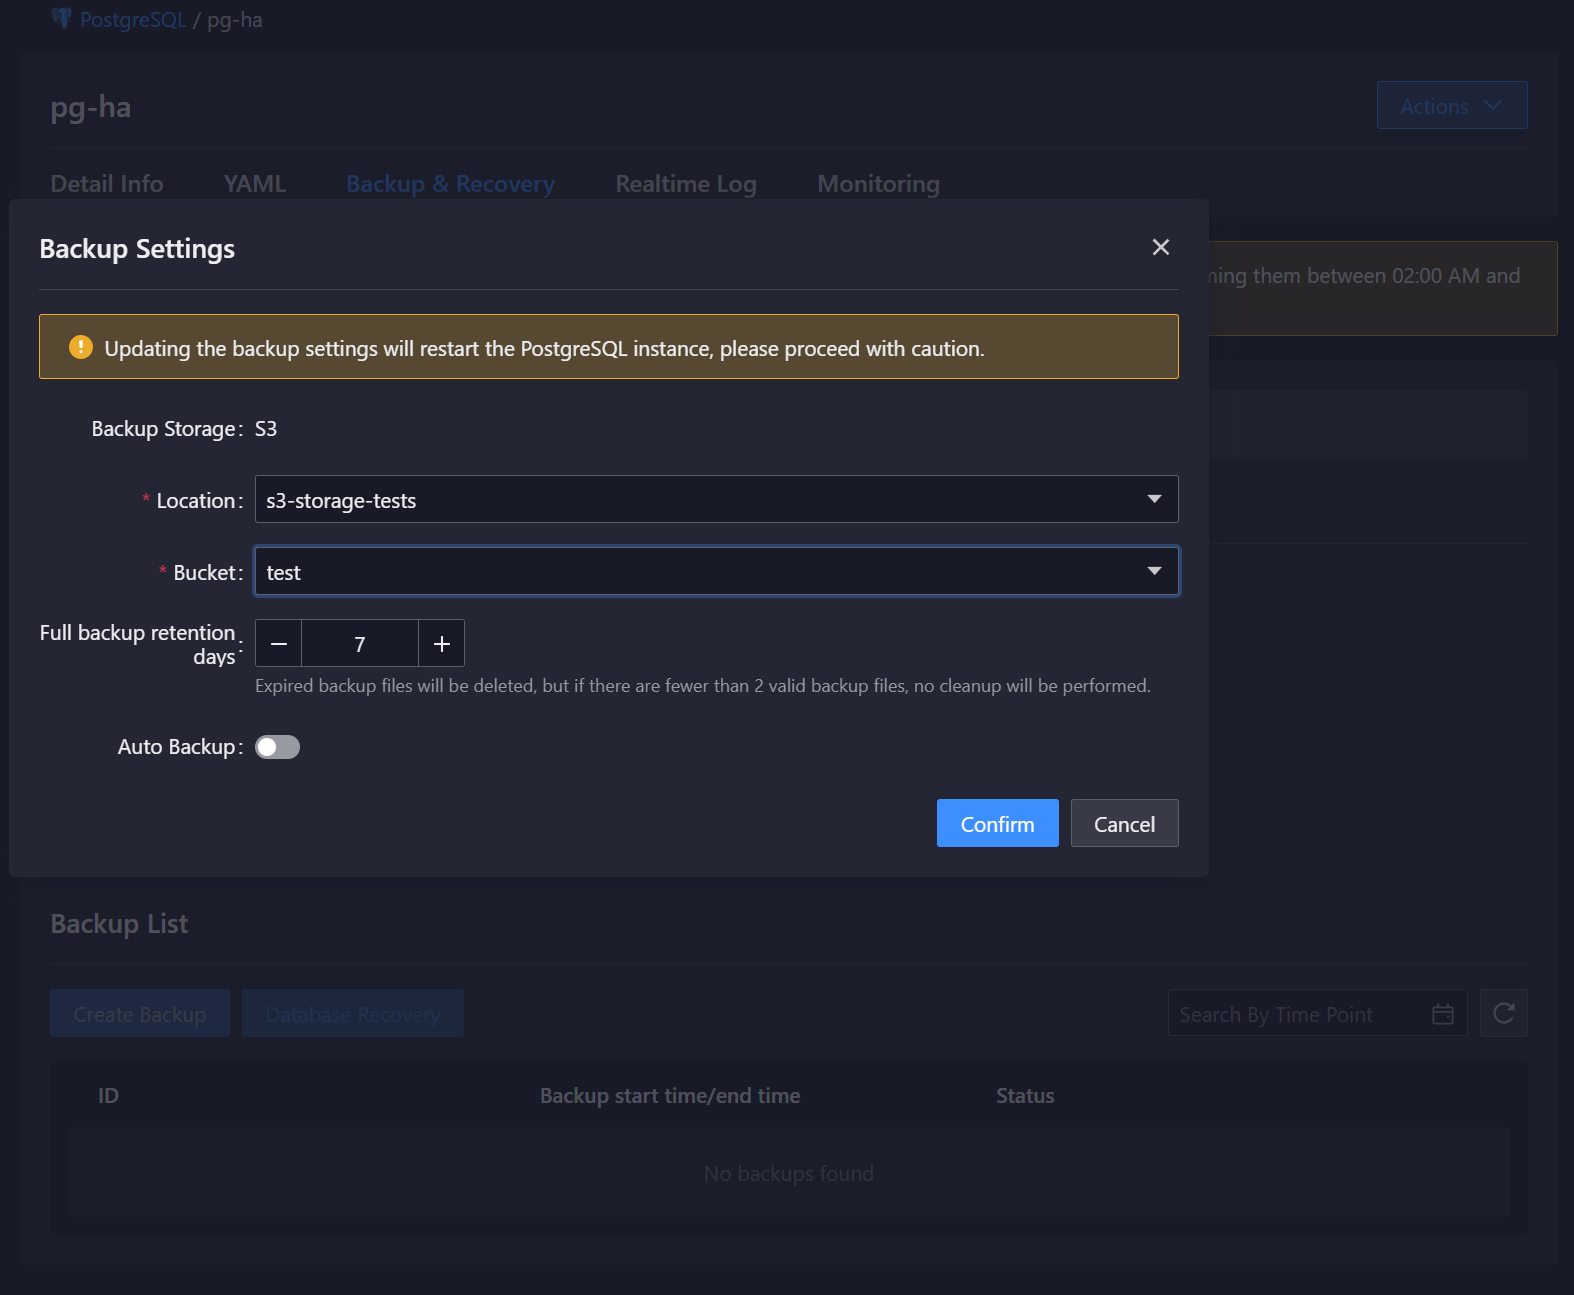 PostgreSQL / pg-ha
pg-ha
Actions
Detail Info YAML Backup & Recovery Realtime Log Monitoring
Backup Settings
them between 02:00 AM and
Updating the backup settings will restart the PostgreSQL instance, please proceed with caution.
Backup Storage: S3
* Location: s3-storage-tests
* Bucket: test
Full backup retention days: 7
Expired backup files will be deleted, but if there are fewer than 2 valid backup files, no cleanup will be performed.
Auto Backup:
Confirm Cancel
Backup List
Create Backup Database Recovery Search By Time Point
ID Backup start time/end time Status
No backups found